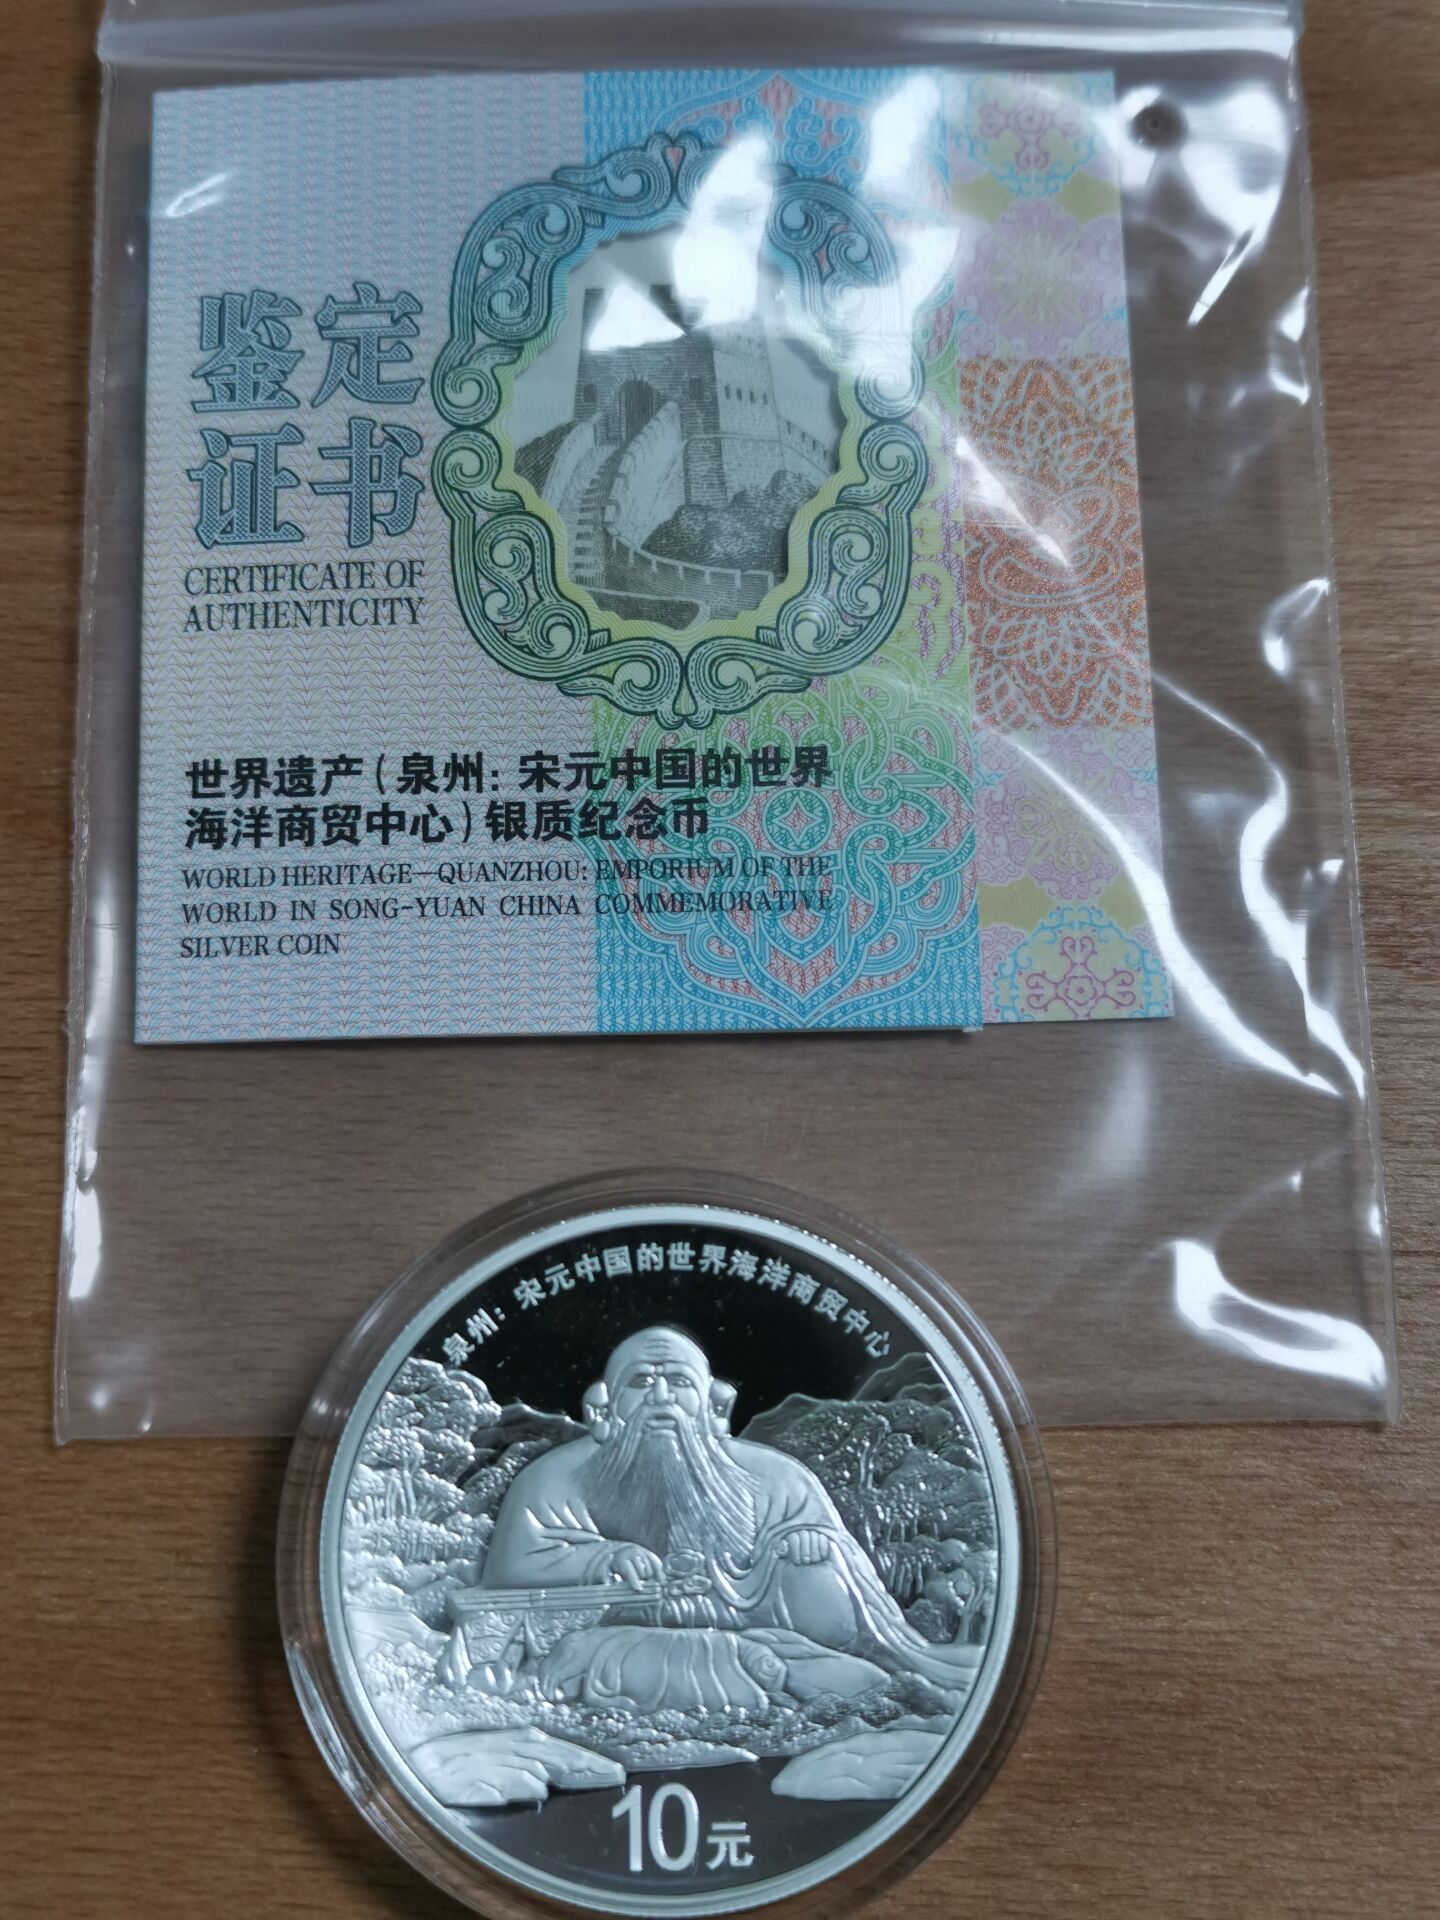 鉴定
证书
CERTIFICATE OF
AUTHENTICITY
世界遗产(泉州:宋元中国的世界
海洋商贸中心)银质纪念币
WORLD HERITAGE—QUANZHOU: EMPORIUM OF THE
WORLD IN SONG-YUAN CHINA COMMEMORATIVE
SILVER COIN
泉州:宋元中国的世界海洋商贸中心
10元